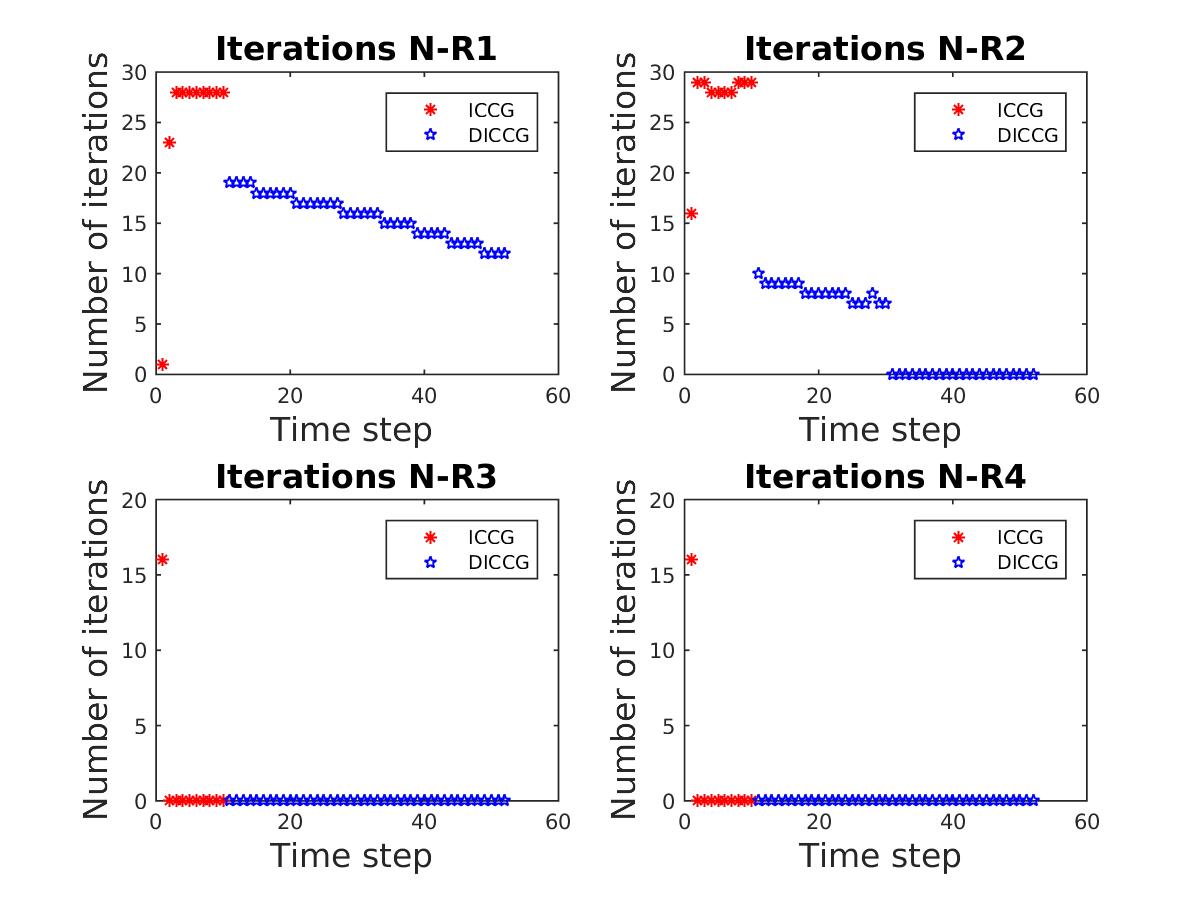 Iterations N-R1
Number of iterations
30
25
20
15
10
5
0
0 20 40 60
Time step
ICCG
DICCG
Iterations N-R2
Number of iterations
30
25
20
15
10
5
0
0 20 40 60
Time step
ICCG
DICCG
Iterations N-R3
Number of iterations
20
15
10
5
0
0 20 40 60
Time step
ICCG
DICCG
Iterations N-R4
Number of iterations
20
15
10
5
0
0 20 40 60
Time step
ICCG
DICCG